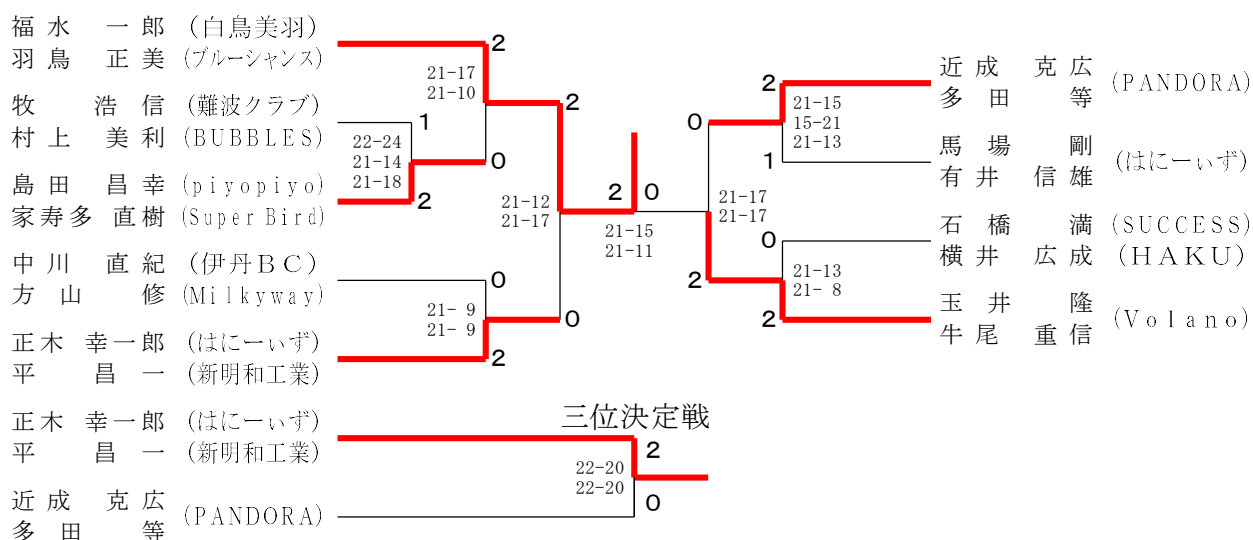 福水 一郎 (白鳥美羽)
羽鳥 正美 (ブルーシャンス)
2
21-17
21-10
牧 浩信 (難波クラブ)
村上 美利 (BUBBLES)
1
22-24
21-14
21-18
0
島田 昌幸 (piyopiyo)
家寿多 直樹 (Super Bird)
2
2
21-12
21-17
中川 直紀 (伊丹BC)
方山 修 (Milkyway)
0
21- 9
21- 9
0
正木 幸一郎 (はにーぃず)
平 昌一 (新明和工業)
2
2 0
21-15
21-11
近成 克広 (PANDORA)
多田 等
2
21-15
15-21
21-13
0
馬場 剛 (はにーぃず)
有井 信雄
1
21-17
21-17
石橋 満 (SUCCESS)
横井 広成 (HAKU)
0
21-13
21- 8
2
玉井 隆 (Volano)
牛尾 重信
2
三位決定戦
正木 幸一郎 (はにーぃず)
平 昌一 (新明和工業)
2
22-20
22-20
近成 克広 (PANDORA)
多田 等
0